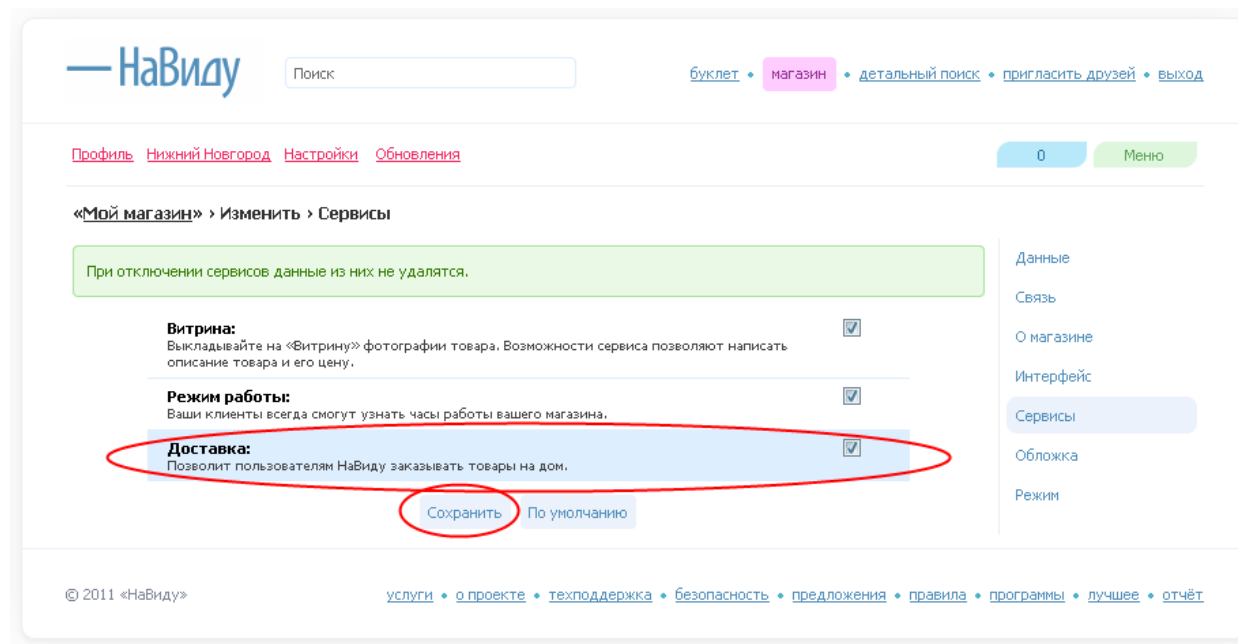 НаВиду
Поиск
буклет • магазин • детальный поиск • пригласить друзей • выход
Профиль Нижний Новгород Настройки Обновления
0 Меню
«Мой магазин» › Изменить › Сервисы
При отключении сервисов данные из них не удалятся.
Витрина:
Выкладывайте на «Витрину» фотографии товара. Возможности сервиса позволяют написать
описание товара и его цену.
Режим работы:
Ваши клиенты всегда смогут узнать часы работы вашего магазина.
Доставка:
Позволит пользователям НаВиду заказывать товары на дом.
Сохранить По умолчанию
Данные
Связь
О магазине
Интерфейс
Сервисы
Обложка
Режим
© 2011 «НаВиду»
услуги • о проекте • техподдержка • безопасность • предложения • правила • программы • лучшее • отчёт